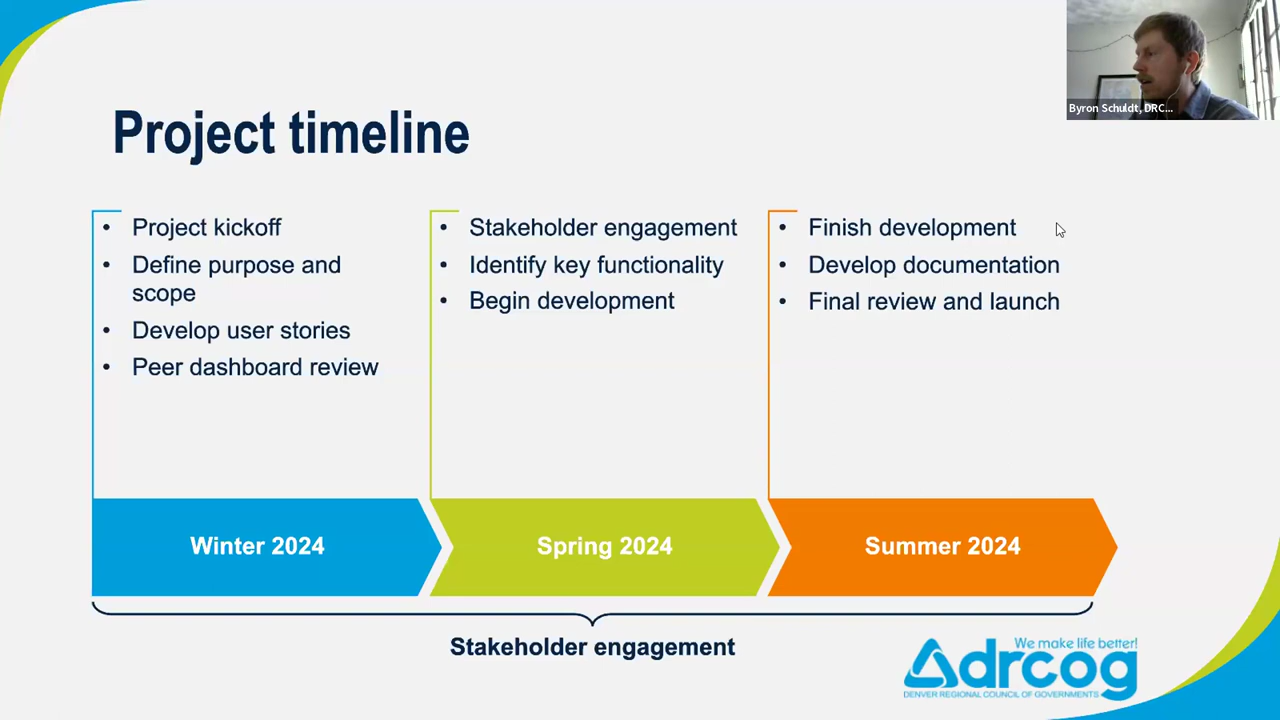 Byron Schuldt, DRC...
Project timeline
• Project kickoff
• Define purpose and
scope
• Develop user stories
• Peer dashboard review
• Stakeholder engagement
• Identify key functionality
• Begin development
• Finish development
• Develop documentation
• Final review and launch
Winter 2024
Spring 2024
Summer 2024
Stakeholder engagement
We make life better!
drcog
DENVER REGIONAL COUNCIL OF GOVERNMENTS